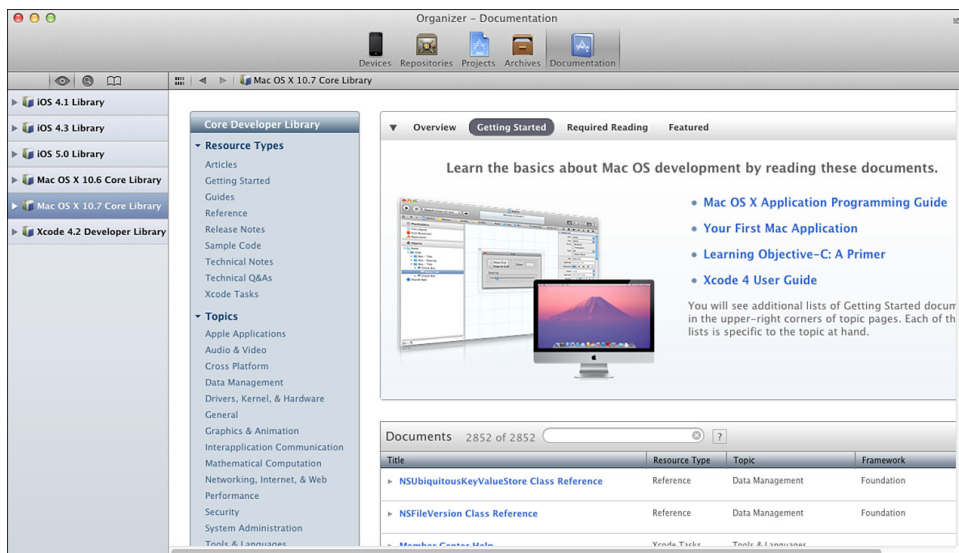 Organizer – Documentation
Devices Repositories Projects Archives Documentation
Mac OS X 10.7 Core Library
iOS 4.1 Library
iOS 4.3 Library
iOS 5.0 Library
Mac OS X 10.6 Core Library
Mac OS X 10.7 Core Library
Xcode 4.2 Developer Library
Core Developer Library
Resource Types
Articles
Getting Started
Guides
Reference
Release Notes
Sample Code
Technical Notes
Technical Q&As
Xcode Tasks
Topics
Apple Applications
Audio & Video
Cross Platform
Data Management
Drivers, Kernel, & Hardware
General
Graphics & Animation
Interapplication Communication
Mathematical Computation
Networking, Internet, & Web
Performance
Security
System Administration
Tools & Languages
Overview Getting Started Required Reading Featured
Learn the basics about Mac OS development by reading these documents.
Mac OS X Application Programming Guide
Your First Mac Application
Learning Objective-C: A Primer
Xcode 4 User Guide
You will see additional lists of Getting Started docum
in the upper-right corners of topic pages. Each of th
lists is specific to the topic at hand.
Documents 2852 of 2852 ?
Title Resource Type Topic Framework
NSUbiquitousKeyValueStore Class Reference Reference Data Management Foundation
NSFileVersion Class Reference Reference Data Management Foundation
Member Center Help Xcode Tasks Tools & Languages